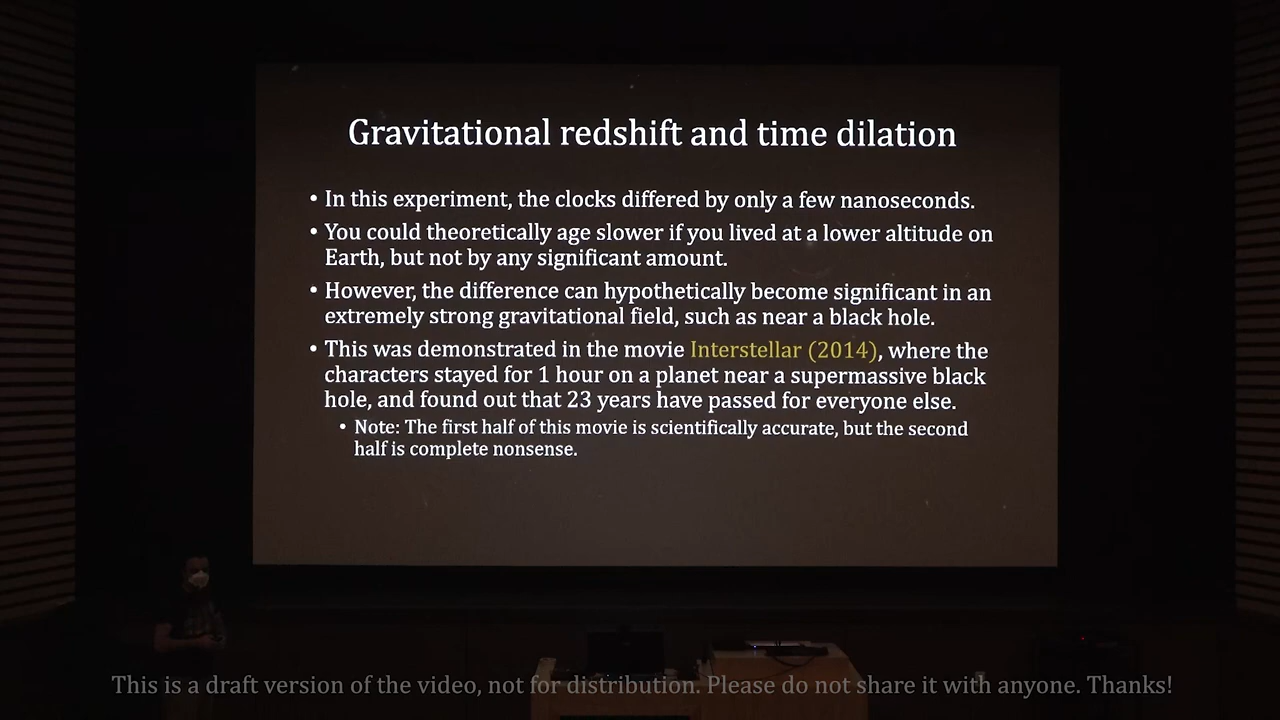 Gravitational redshift and time dilation
• In this experiment, the clocks differed by only a few nanoseconds.
• You could theoretically age slower if you lived at a lower altitude on
Earth, but not by any significant amount.
• However, the difference can hypothetically become significant in an
extremely strong gravitational field, such as near a black hole.
• This was demonstrated in the movie Interstellar (2014), where the
characters stayed for 1 hour on a planet near a supermassive black
hole, and found out that 23 years have passed for everyone else.
• Note: The first half of this movie is scientifically accurate, but the second
half is complete nonsense.
This is a draft version of the video, not for distribution. Please do not share it with anyone. Thanks!